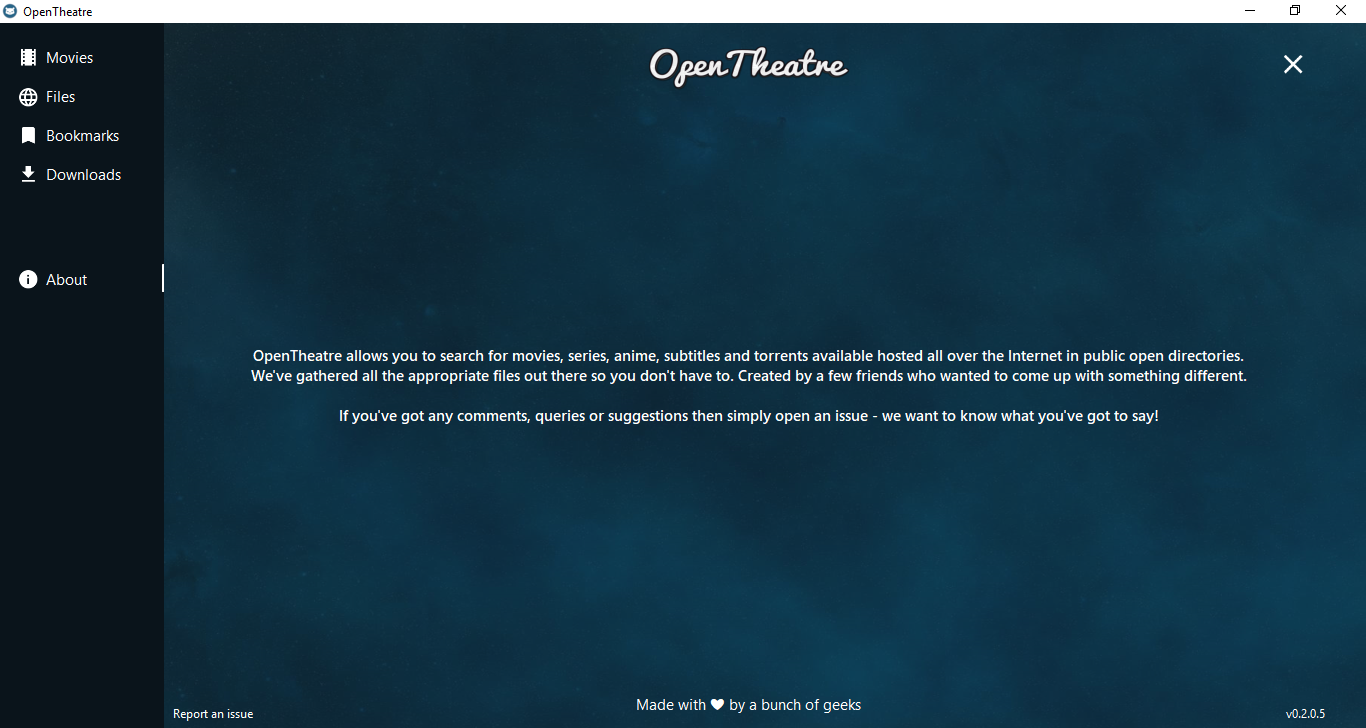 OpenTheatre
Movies
Files
Bookmarks
Downloads
About
OpenTheatre
OpenTheatre allows you to search for movies, series, anime, subtitles and torrents available hosted all over the Internet in public open directories.
We've gathered all the appropriate files out there so you don't have to. Created by a few friends who wanted to come up with something different.
If you've got any comments, queries or suggestions then simply open an issue - we want to know what you've got to say!
Made with ♥ by a bunch of geeks
Report an issue
v0.2.0.5